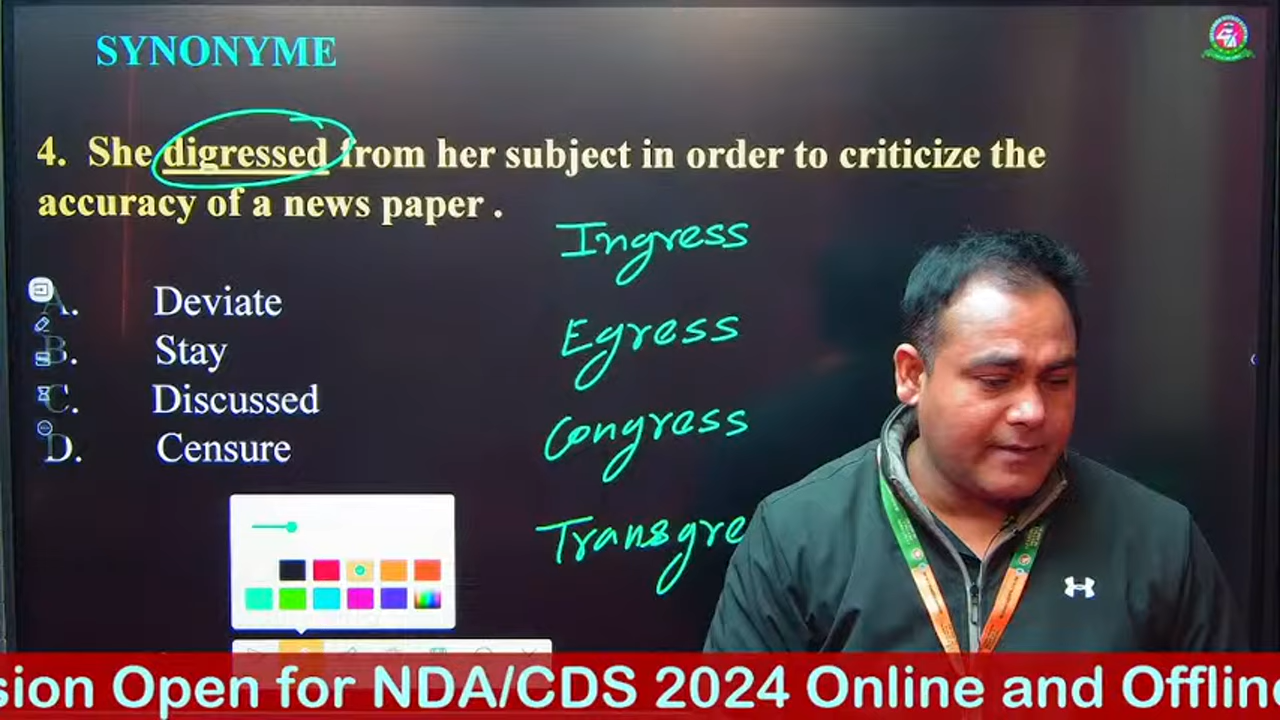 SYNONYME
4. She digressed from her subject in order to criticize the
accuracy of a news paper .
A. Deviate
B. Stay
C. Discussed
D. Censure
Ingress
Egress
Congress
Transgre
sion Open for NDA/CDS 2024 Online and Offline